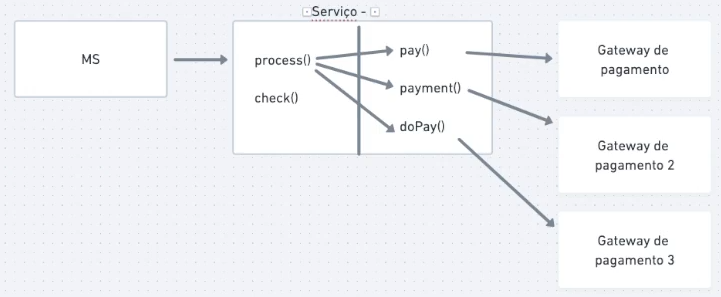 Serviço -
MS
process()
check()
pay()
payment()
doPay()
Gateway de
pagamento
Gateway de
pagamento 2
Gateway de
pagamento 3